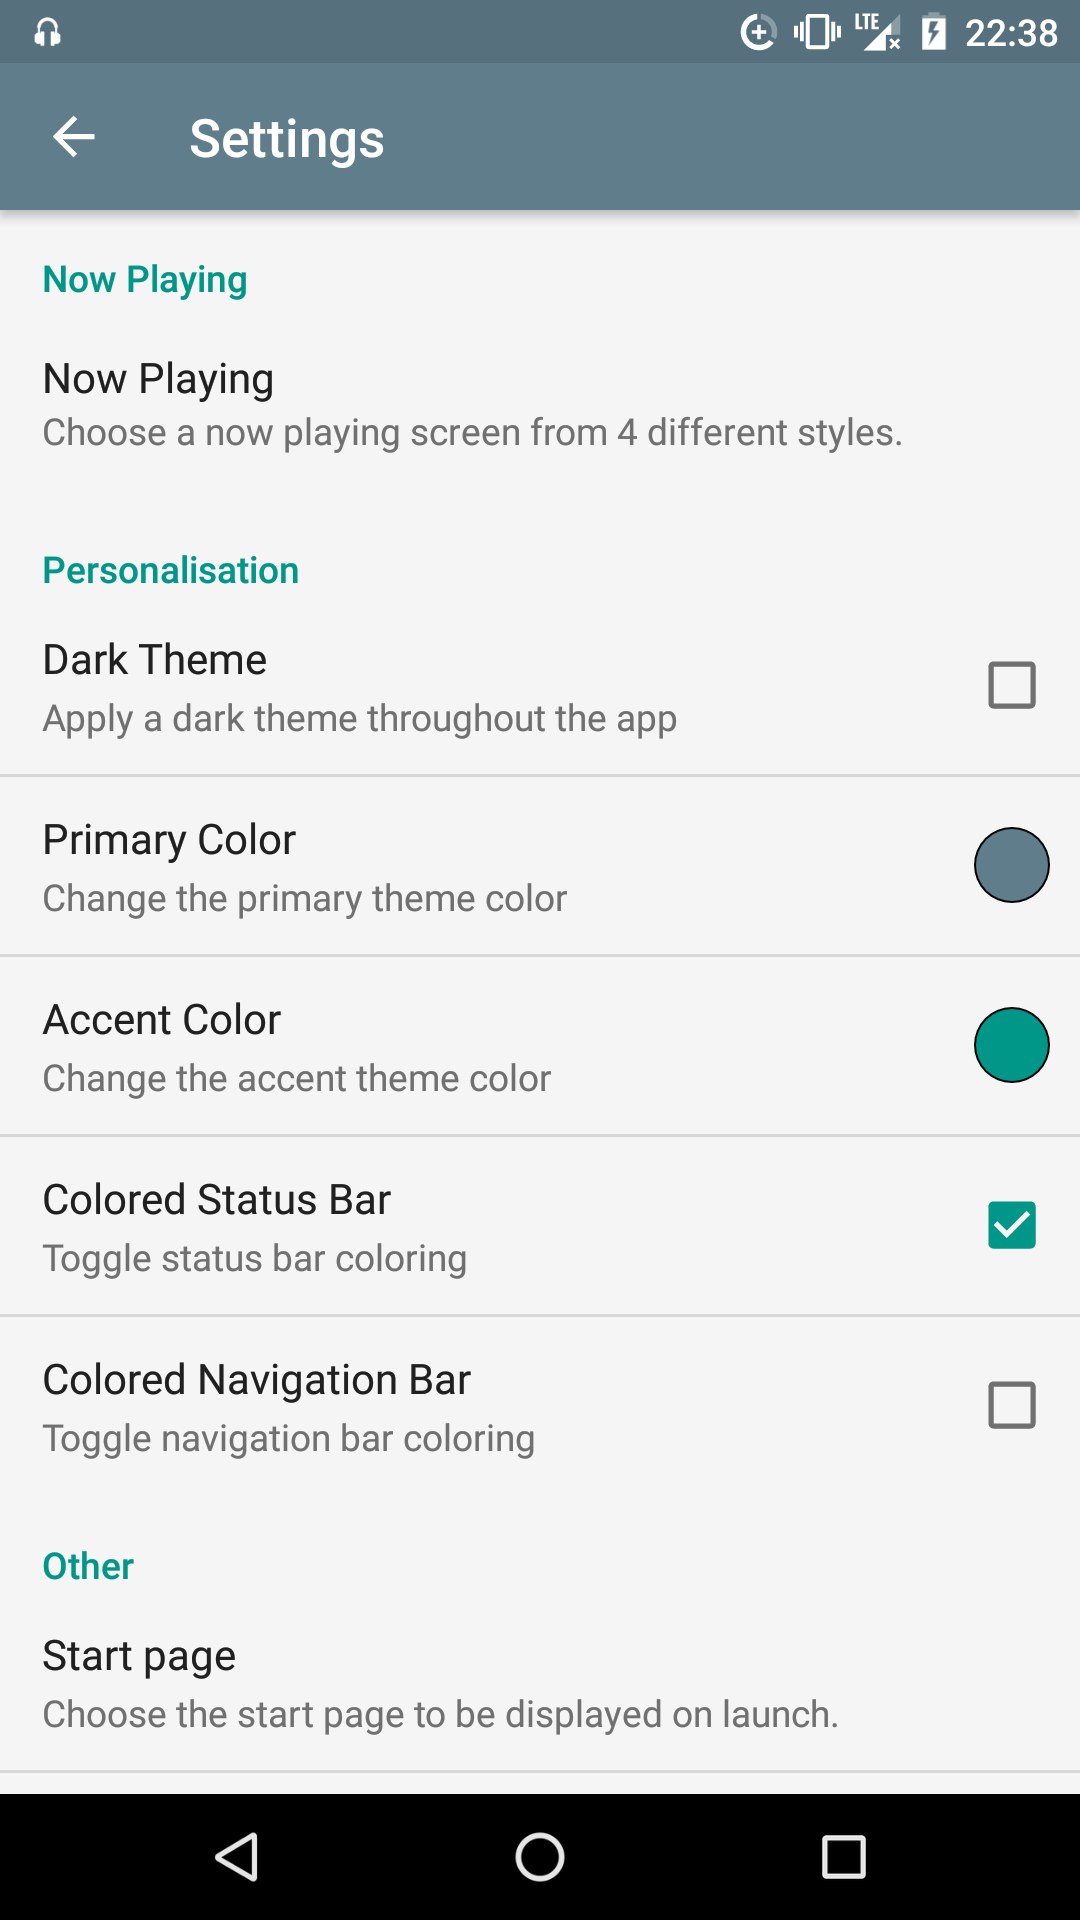 LTE 22:38
Settings
Now Playing
Now Playing
Choose a now playing screen from 4 different styles.
Personalisation
Dark Theme
Apply a dark theme throughout the app
Primary Color
Change the primary theme color
Accent Color
Change the accent theme color
Colored Status Bar
Toggle status bar coloring
Colored Navigation Bar
Toggle navigation bar coloring
Other
Start page
Choose the start page to be displayed on launch.